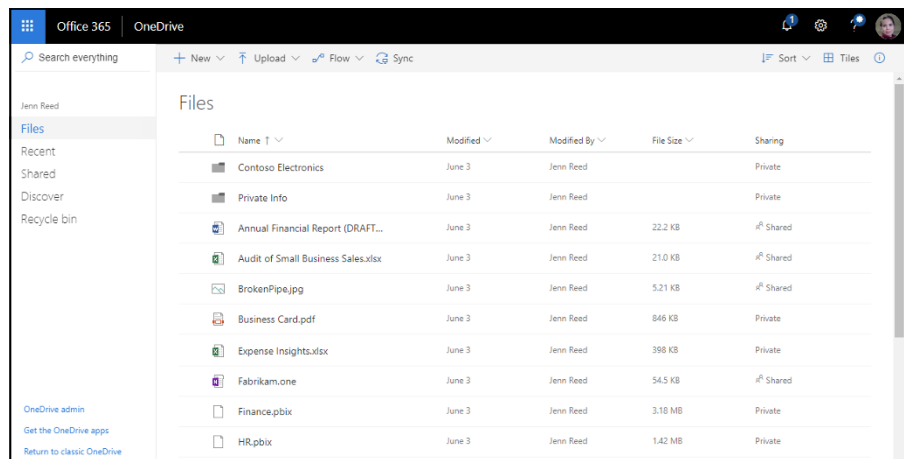 Office 365 OneDrive 1 ?
Search everything New Upload Flow Sync Sort Tiles
Jenn Reed
Files
Recent
Shared
Discover
Recycle bin
OneDrive admin
Get the OneDrive apps
Return to classic OneDrive
Files
Name Modified Modified By File Size Sharing
Contoso Electronics June 3 Jenn Reed Private
Private Info June 3 Jenn Reed Private
Annual Financial Report (DRAFT... June 3 Jenn Reed 22.2 KB Shared
Audit of Small Business Sales.xlsx June 3 Jenn Reed 21.0 KB Shared
BrokenPipe.jpg June 3 Jenn Reed 5.21 KB Shared
Business Card.pdf June 3 Jenn Reed 846 KB Private
Expense Insights.xlsx June 3 Jenn Reed 398 KB Private
Fabrikam.one June 3 Jenn Reed 54.5 KB Shared
Finance.pbix June 3 Jenn Reed 3.18 MB Private
HR.pbix June 3 Jenn Reed 1.42 MB Private